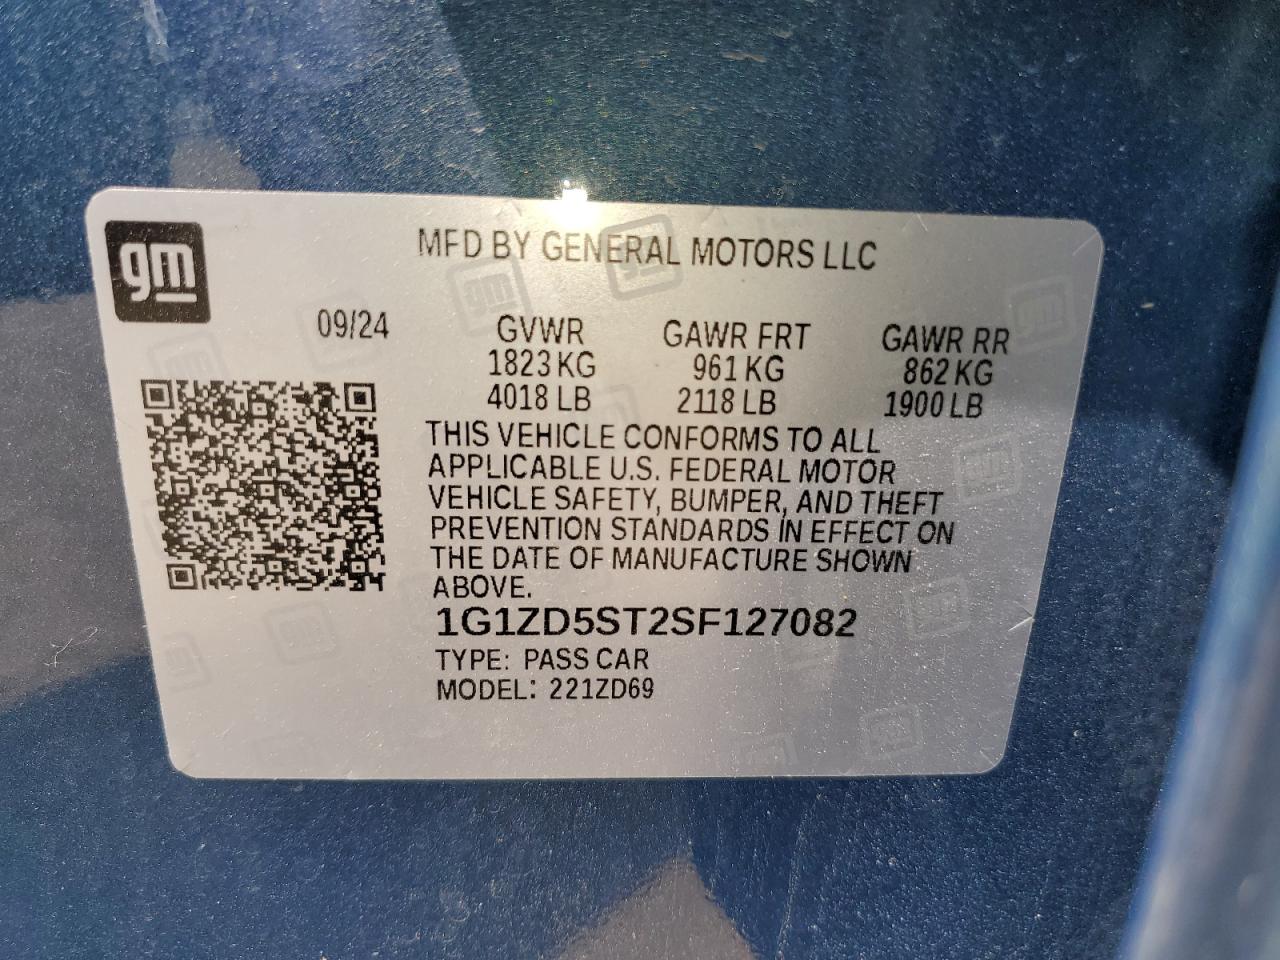 gm
MFD BY GENERAL MOTORS LLC
09/24 GVWR GAWR FRT GAWR RR
1823 KG 961 KG 862 KG
4018 LB 2118 LB 1900 LB
THIS VEHICLE CONFORMS TO ALL
APPLICABLE U.S. FEDERAL MOTOR
VEHICLE SAFETY, BUMPER, AND THEFT
PREVENTION STANDARDS IN EFFECT ON
THE DATE OF MANUFACTURE SHOWN
ABOVE.
1G1ZD5ST2SF127082
TYPE: PASS CAR
MODEL: 221ZD69